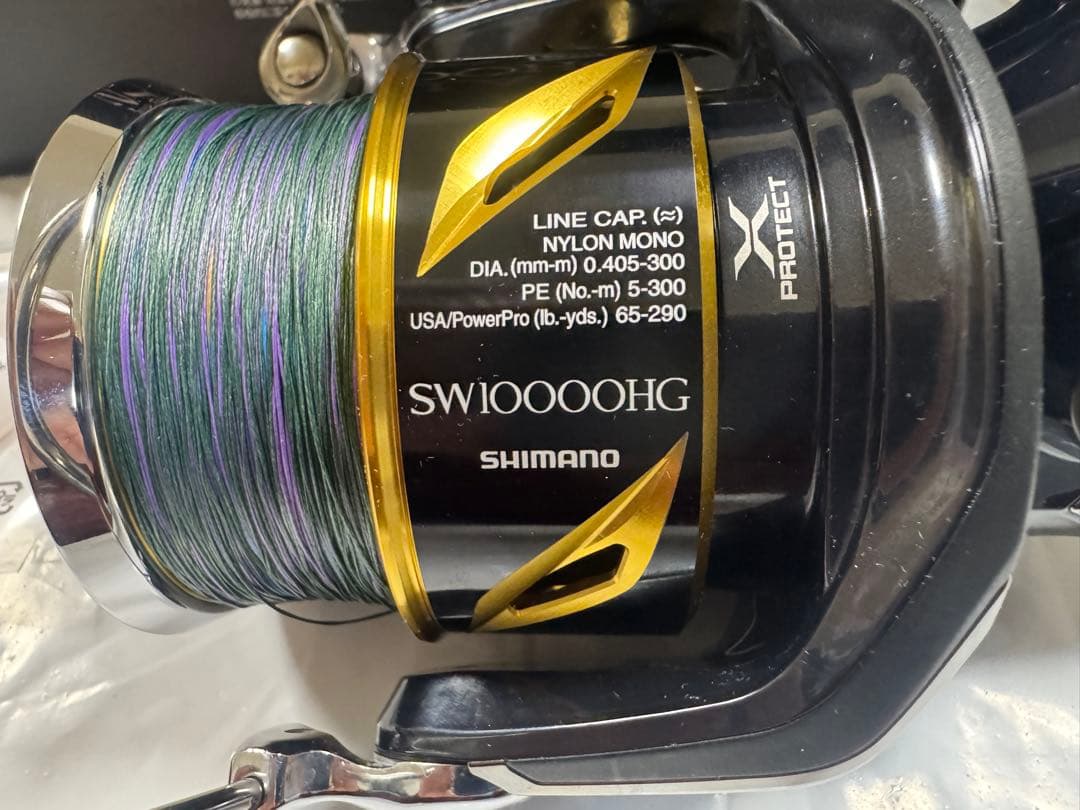 LINE CAP. (≈)
NYLON MONO
DIA. (mm-m) 0.405-300
PE (No.-m) 5-300
USA/PowerPro (lb.-yds.) 65-290
SW10000HG
SHIMANO
X
PROTECT